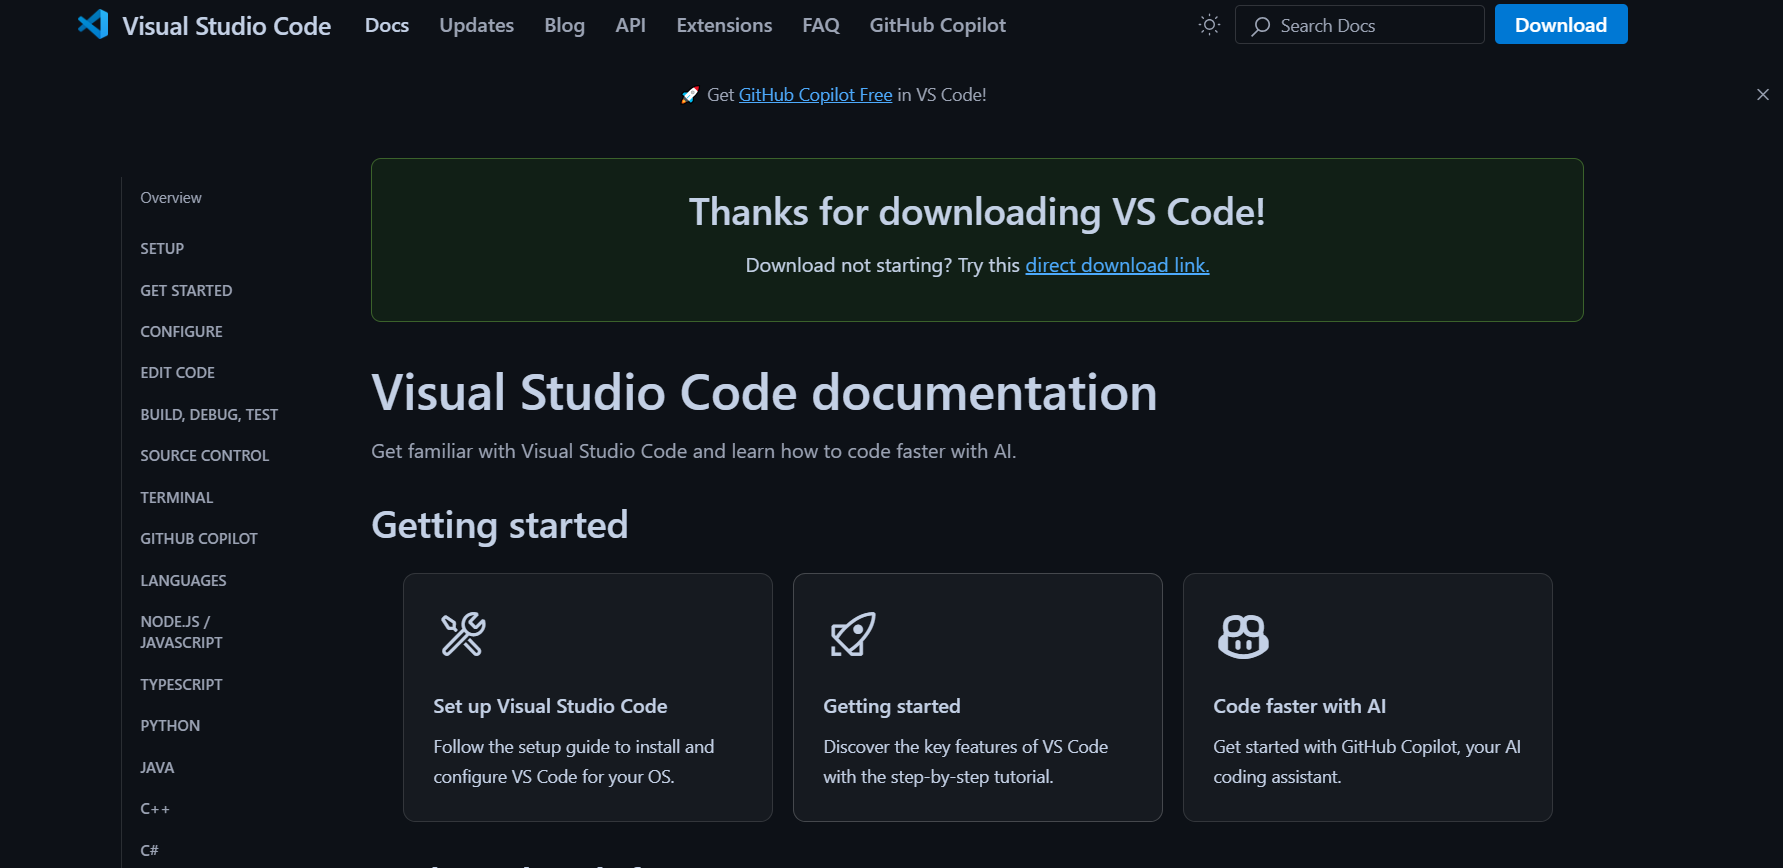 Visual Studio Code Docs Updates Blog API Extensions FAQ GitHub Copilot Search Docs Download
🚀 Get GitHub Copilot Free in VS Code!
Overview
SETUP
GET STARTED
CONFIGURE
EDIT CODE
BUILD, DEBUG, TEST
SOURCE CONTROL
TERMINAL
GITHUB COPILOT
LANGUAGES
NODE.JS /
JAVASCRIPT
TYPESCRIPT
PYTHON
JAVA
C++
C#
Thanks for downloading VS Code!
Download not starting? Try this direct download link.
Visual Studio Code documentation
Get familiar with Visual Studio Code and learn how to code faster with AI.
Getting started
Set up Visual Studio Code
Follow the setup guide to install and
configure VS Code for your OS.
Getting started
Discover the key features of VS Code
with the step-by-step tutorial.
Code faster with AI
Get started with GitHub Copilot, your AI
coding assistant.